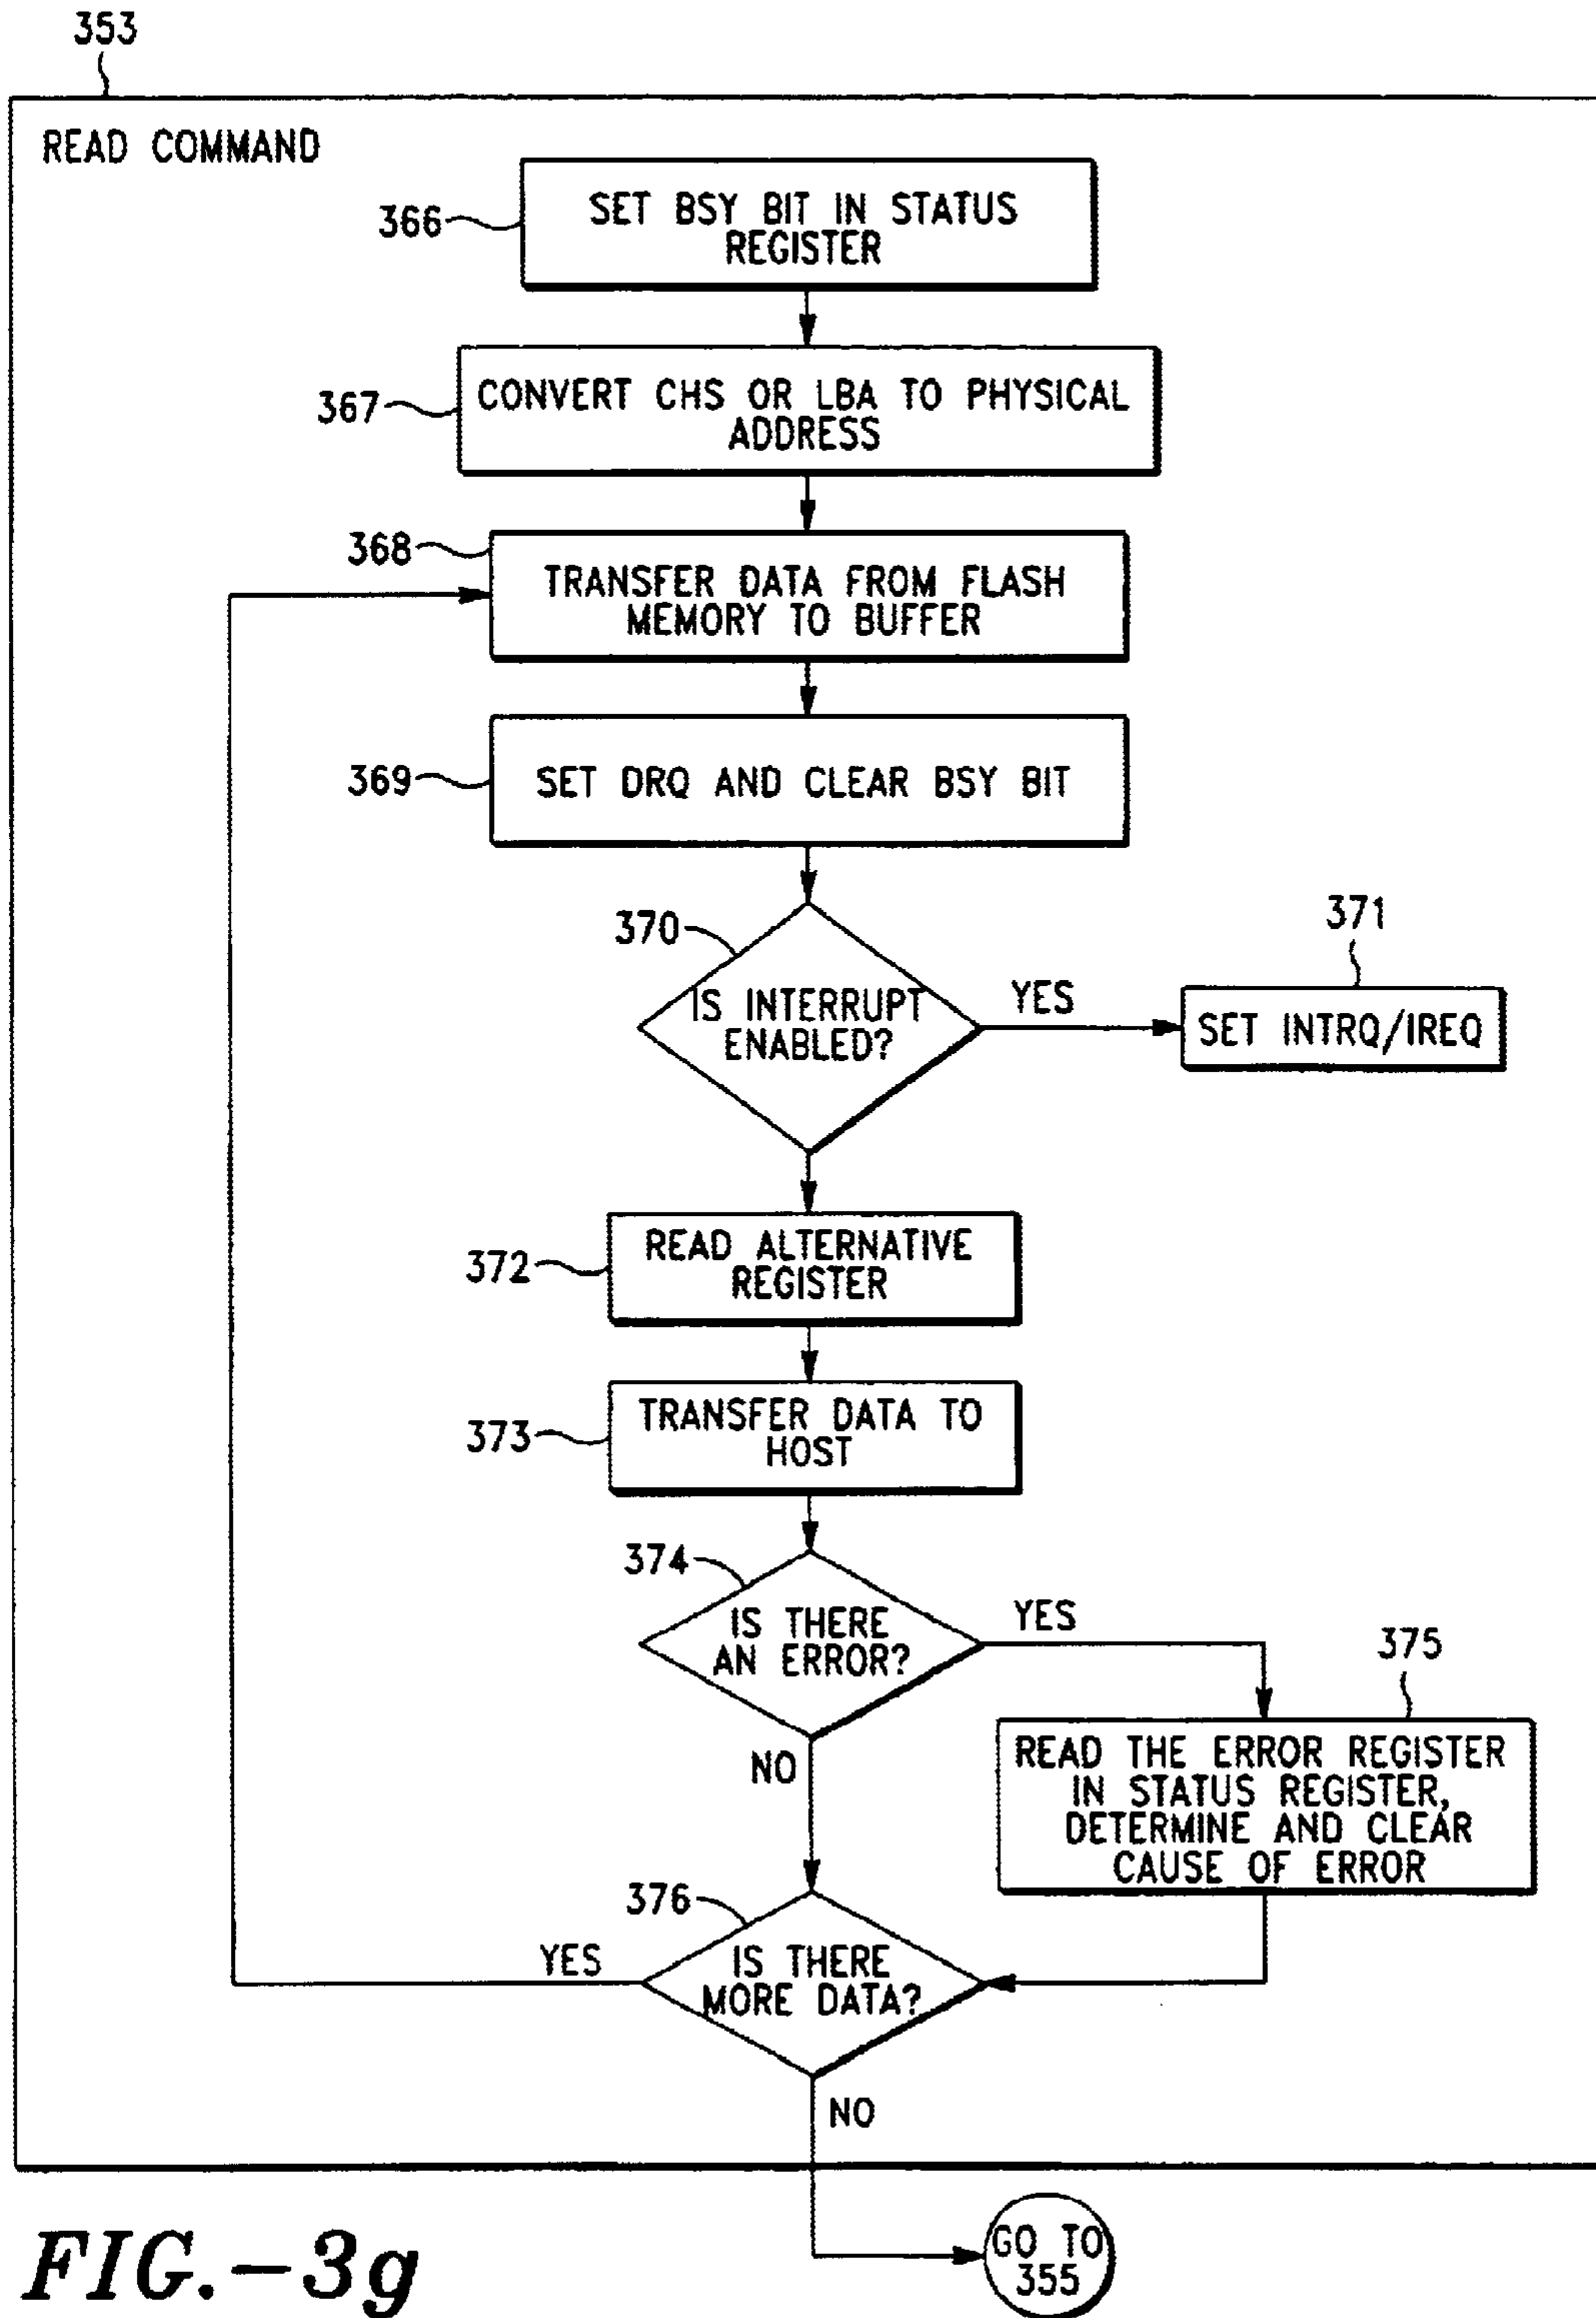 353
READ COMMAND
366
SET BSY BIT IN STATUS
REGISTER
367
CONVERT CHS OR LBA TO PHYSICAL
ADDRESS
368
TRANSFER DATA FROM FLASH
MEMORY TO BUFFER
369
SET DRQ AND CLEAR BSY BIT
370
IS INTERRUPT
ENABLED?
YES
371
SET INTRQ/IREQ
372
READ ALTERNATIVE
REGISTER
373
TRANSFER DATA TO
HOST
374
IS THERE
AN ERROR?
YES
NO
375
READ THE ERROR REGISTER
IN STATUS REGISTER,
DETERMINE AND CLEAR
CAUSE OF ERROR
376
IS THERE
MORE DATA?
YES
NO
GO TO
355
FIG.-3g